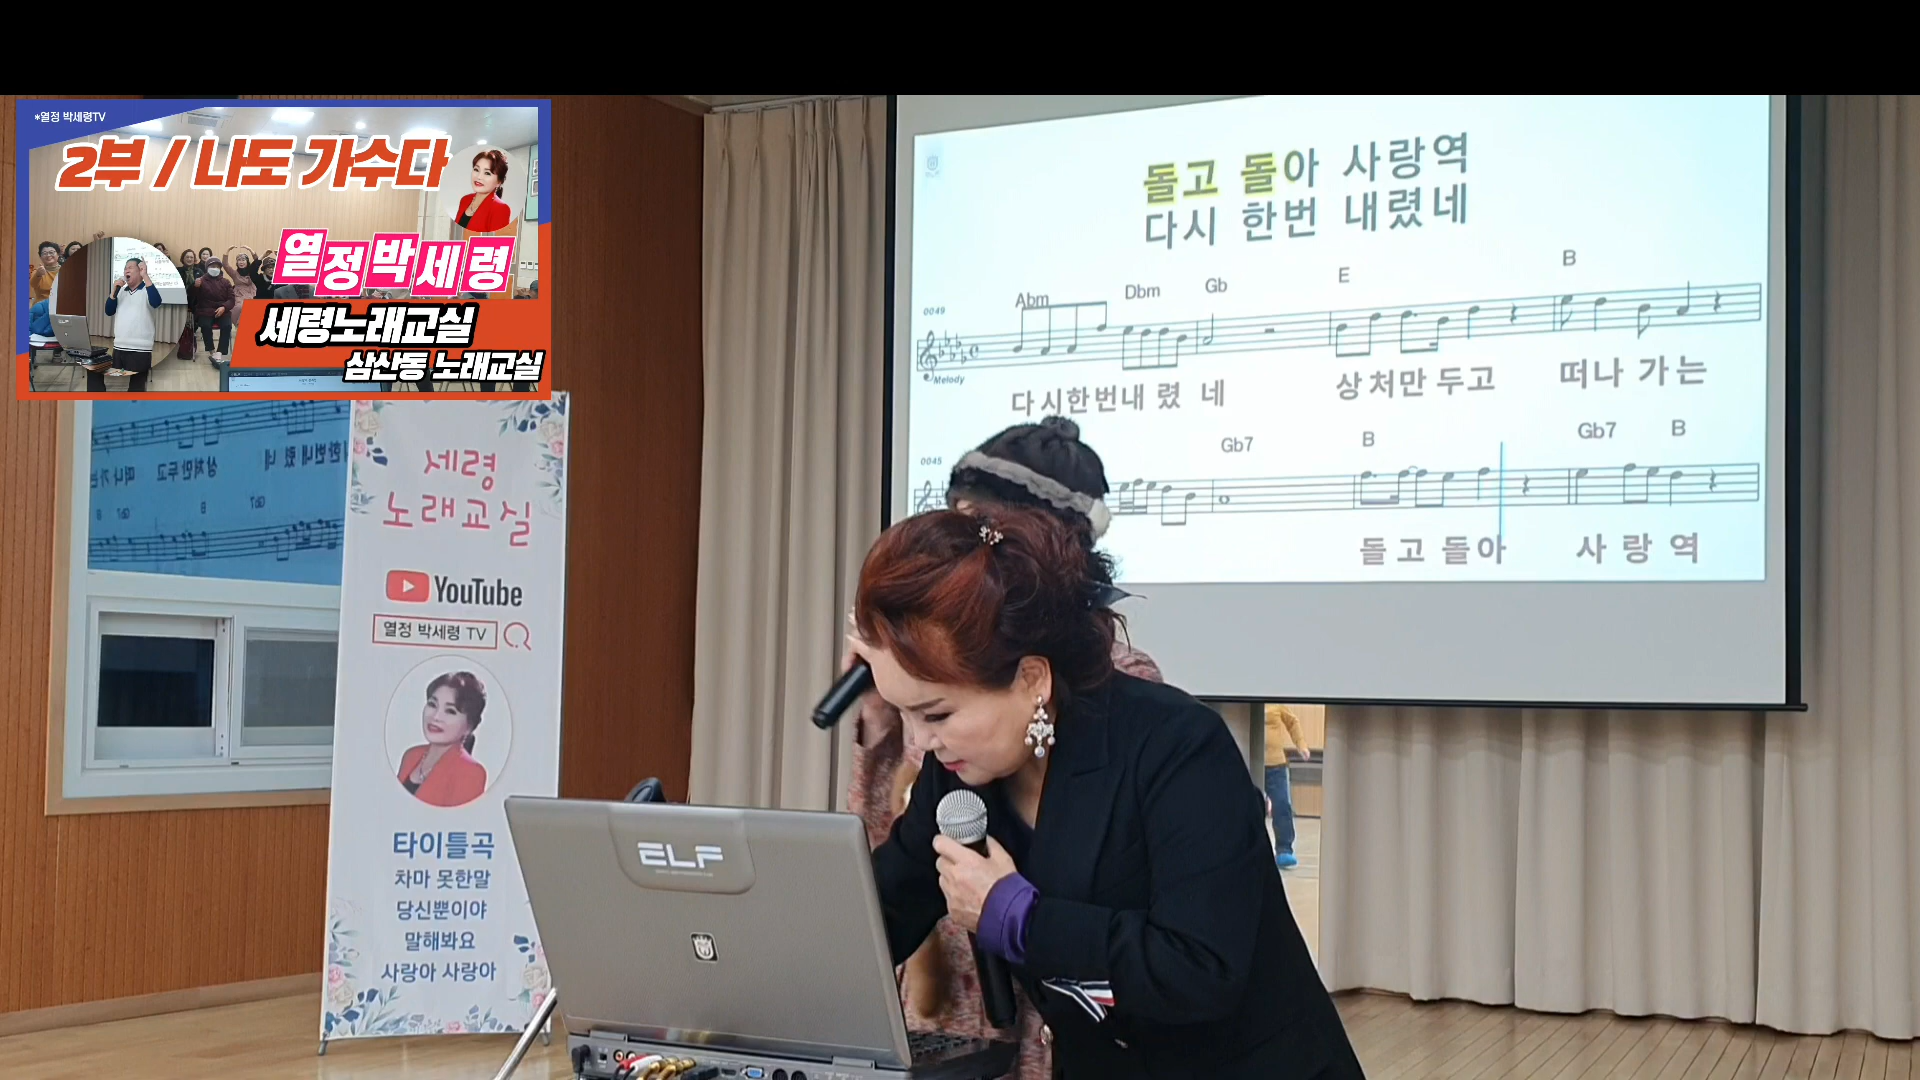 *열정 박세령TV
2부 / 나도 가수다
열정박세령
세령노래교실
삼산동 노래교실
돌고 돌아 사랑역
다시 한번 내렸네
Abm Dbm Gb E B
0049
Melody
다시한번내 렸 네 상처만 두고 떠나 가는
Gb7 B Gb7 B
0045
돌고 돌아 사랑역
세령
노래교실
YouTube
열정 박세령 TV
타이틀곡
차마 못한말
당신뿐이야
말해봐요
사랑아 사랑아
ELF